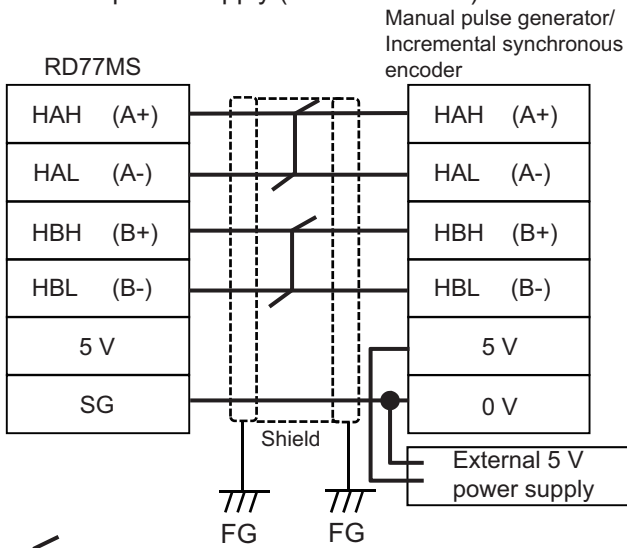 Manual pulse generator/
Incremental synchronous
encoder
RD77MS
HAH (A+)
HAH (A+)
HAL (A-)
HAL (A-)
HBH (B+)
HBH (B+)
HBL (B-)
HBL (B-)
5 V
5 V
SG
0 V
Shield
External 5 V
power supply
FG
FG